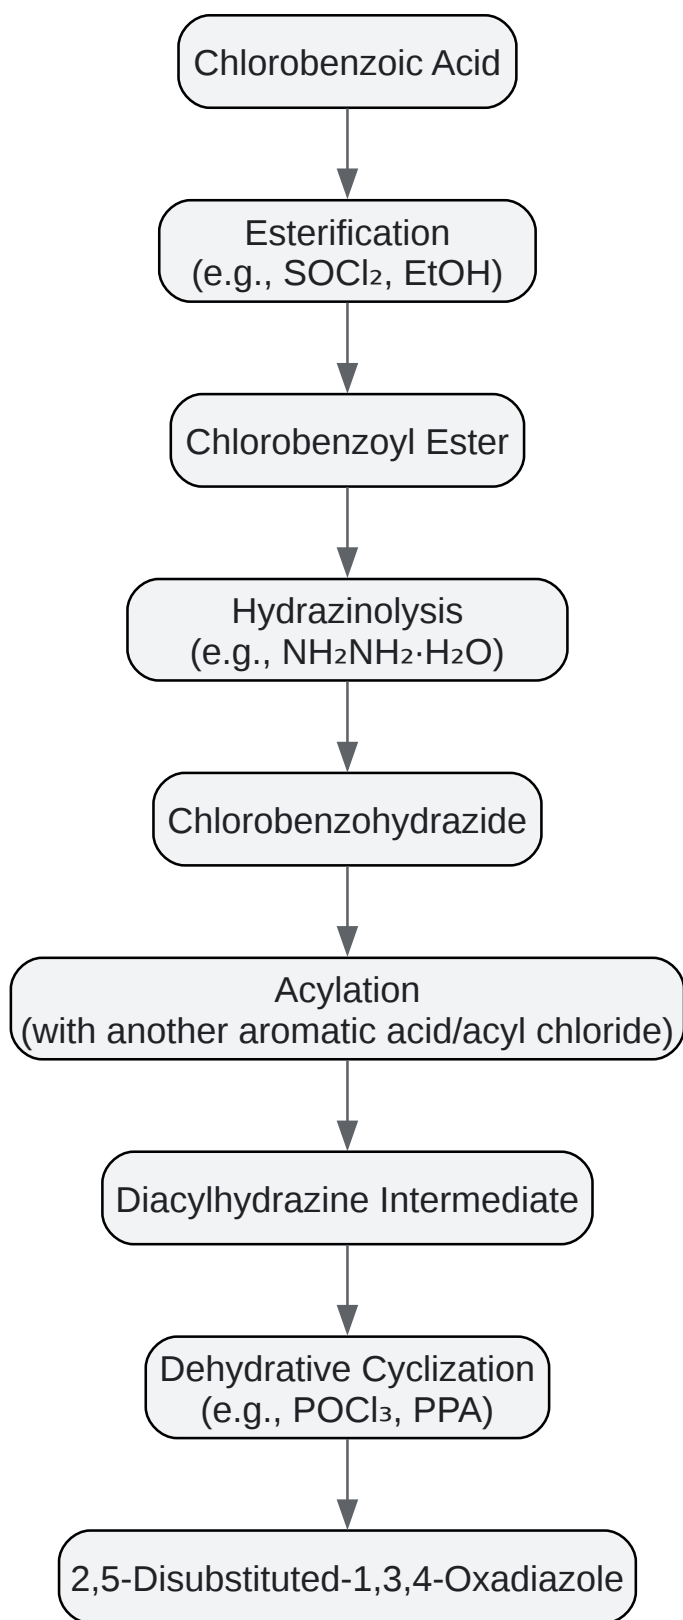 Chlorobenzoic Acid
Esterification
(e.g., SOCl₂, EtOH)
Chlorobenzoyl Ester
Hydrazinolysis
(e.g., NH₂NH₂·H₂O)
Chlorobenzohydrazide
Acylation
(with another aromatic acid/acyl chloride)
Diacylhydrazine Intermediate
Dehydrative Cyclization
(e.g., POCl₃, PPA)
2,5-Disubstituted-1,3,4-Oxadiazole